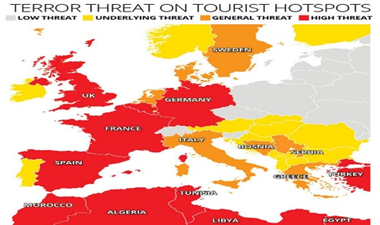 TERROR THREAT ON TOURIST HOTSPOTS
LOW THREAT UNDERLYING THREAT GENERAL THREAT HIGH THREAT
SWEDEN
UK
GERMANY
FRANCE
ITALY
BOSNIA
SERBIA
SPAIN
GREECE
TURKEY
TUNISIA
MOROCCO
ALGERIA
LIBYA
EGYPT